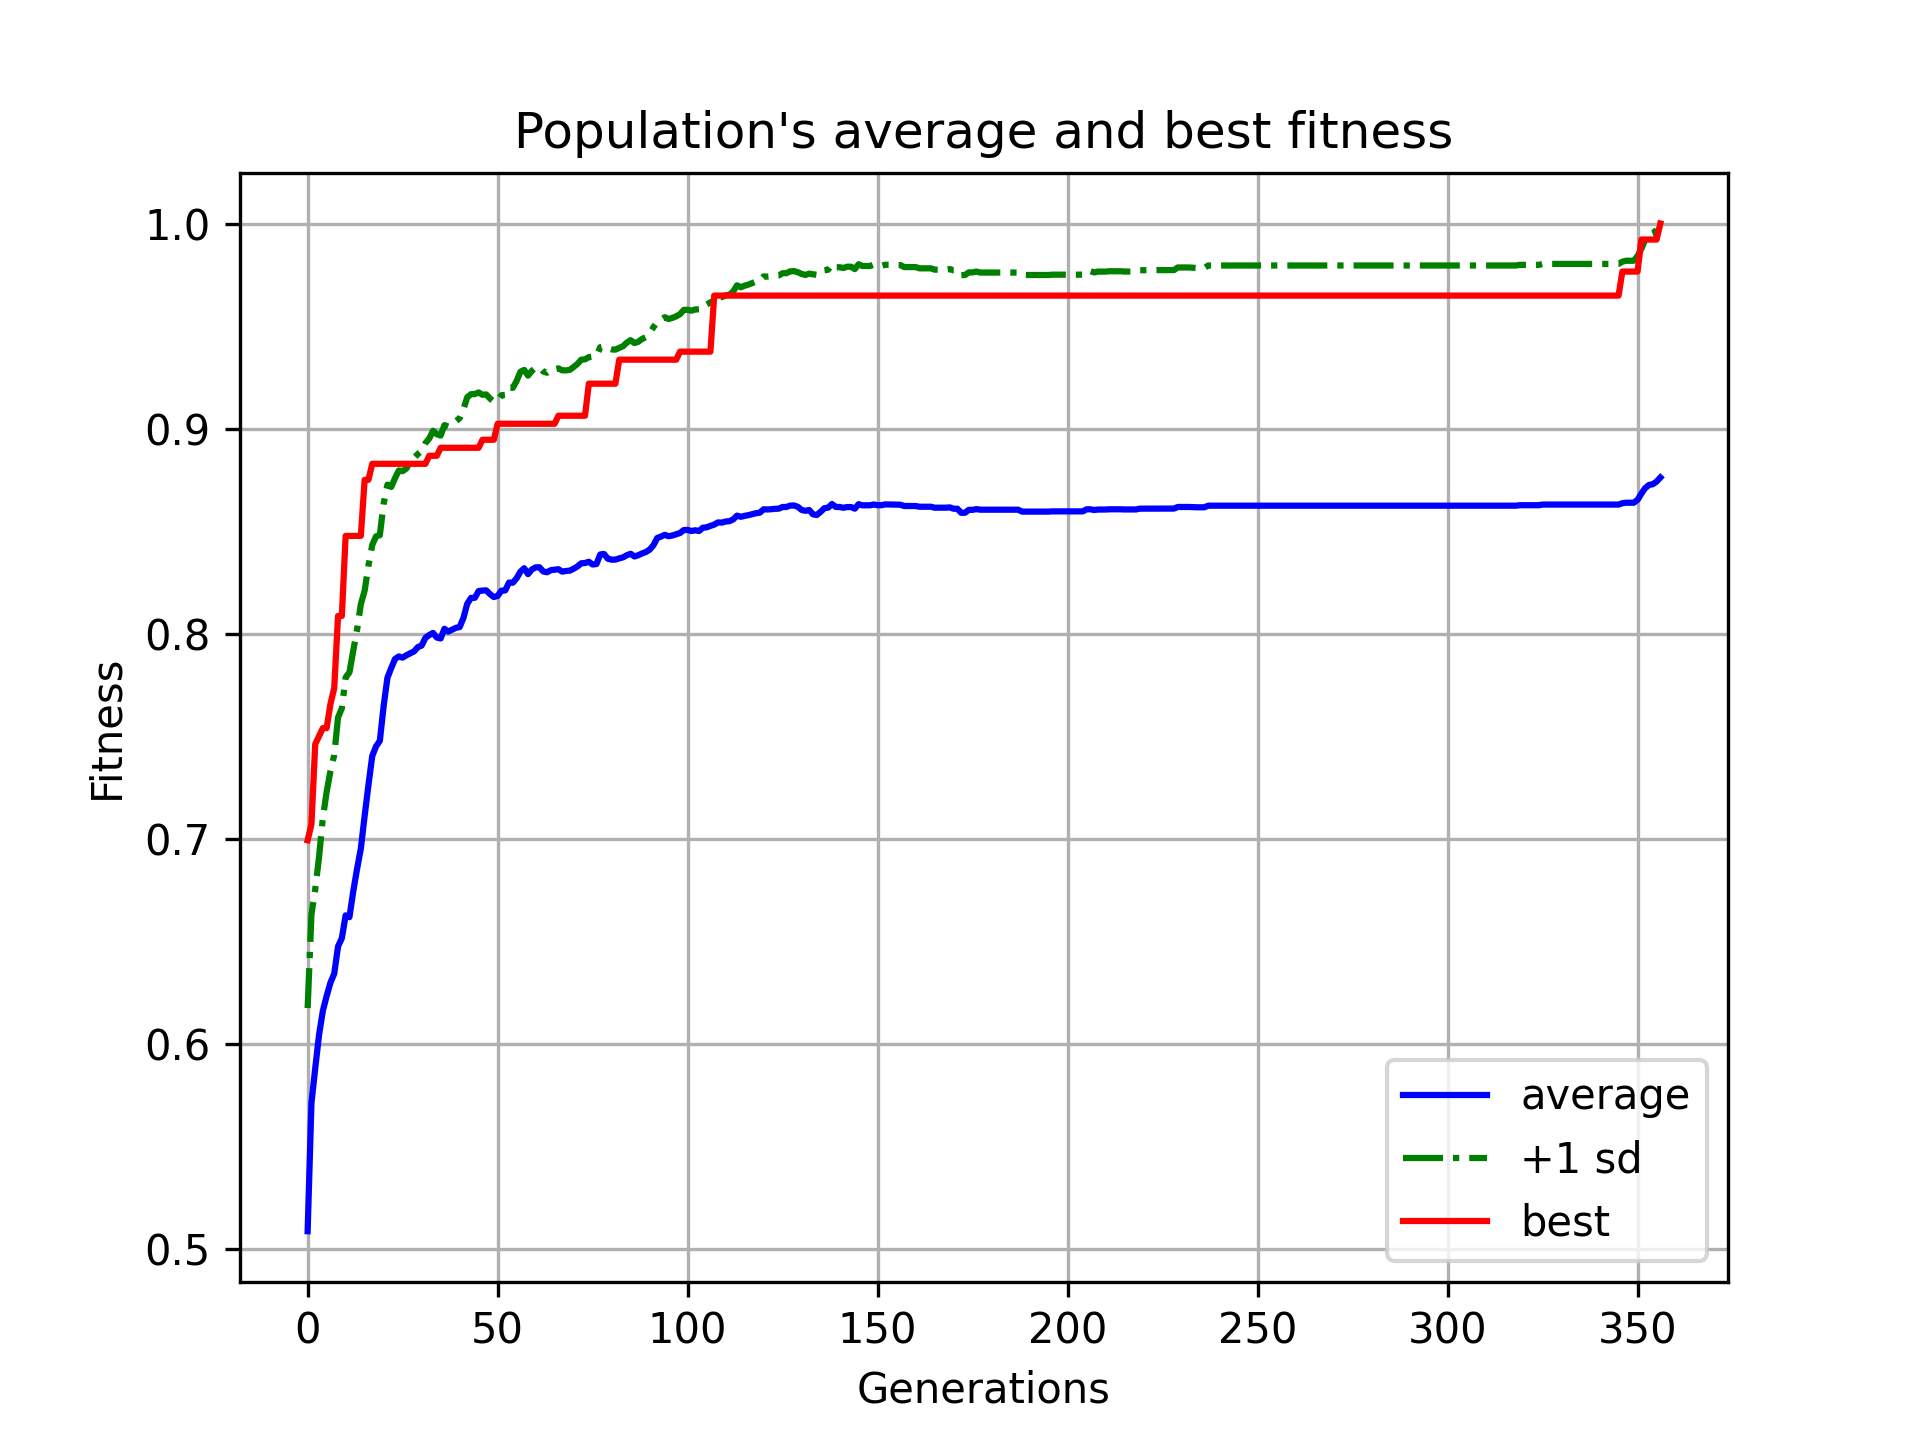 Population's average and best fitness
1.0
0.9
0.8
0.7
0.6
0.5
Fitness
0 50 100 150 200 250 300 350
Generations
average
+1 sd
best